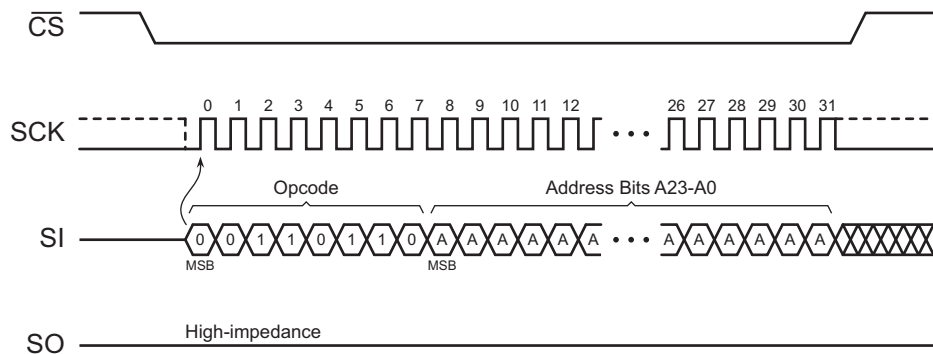 CS
0 1 2 3 4 5 6 7 8 9 10 11 12 26 27 28 29 30 31
SCK
Opcode Address Bits A23-A0
SI 0 0 1 1 0 1 1 0 A A A A A A A A A A A A
MSB MSB
High-impedance
SO